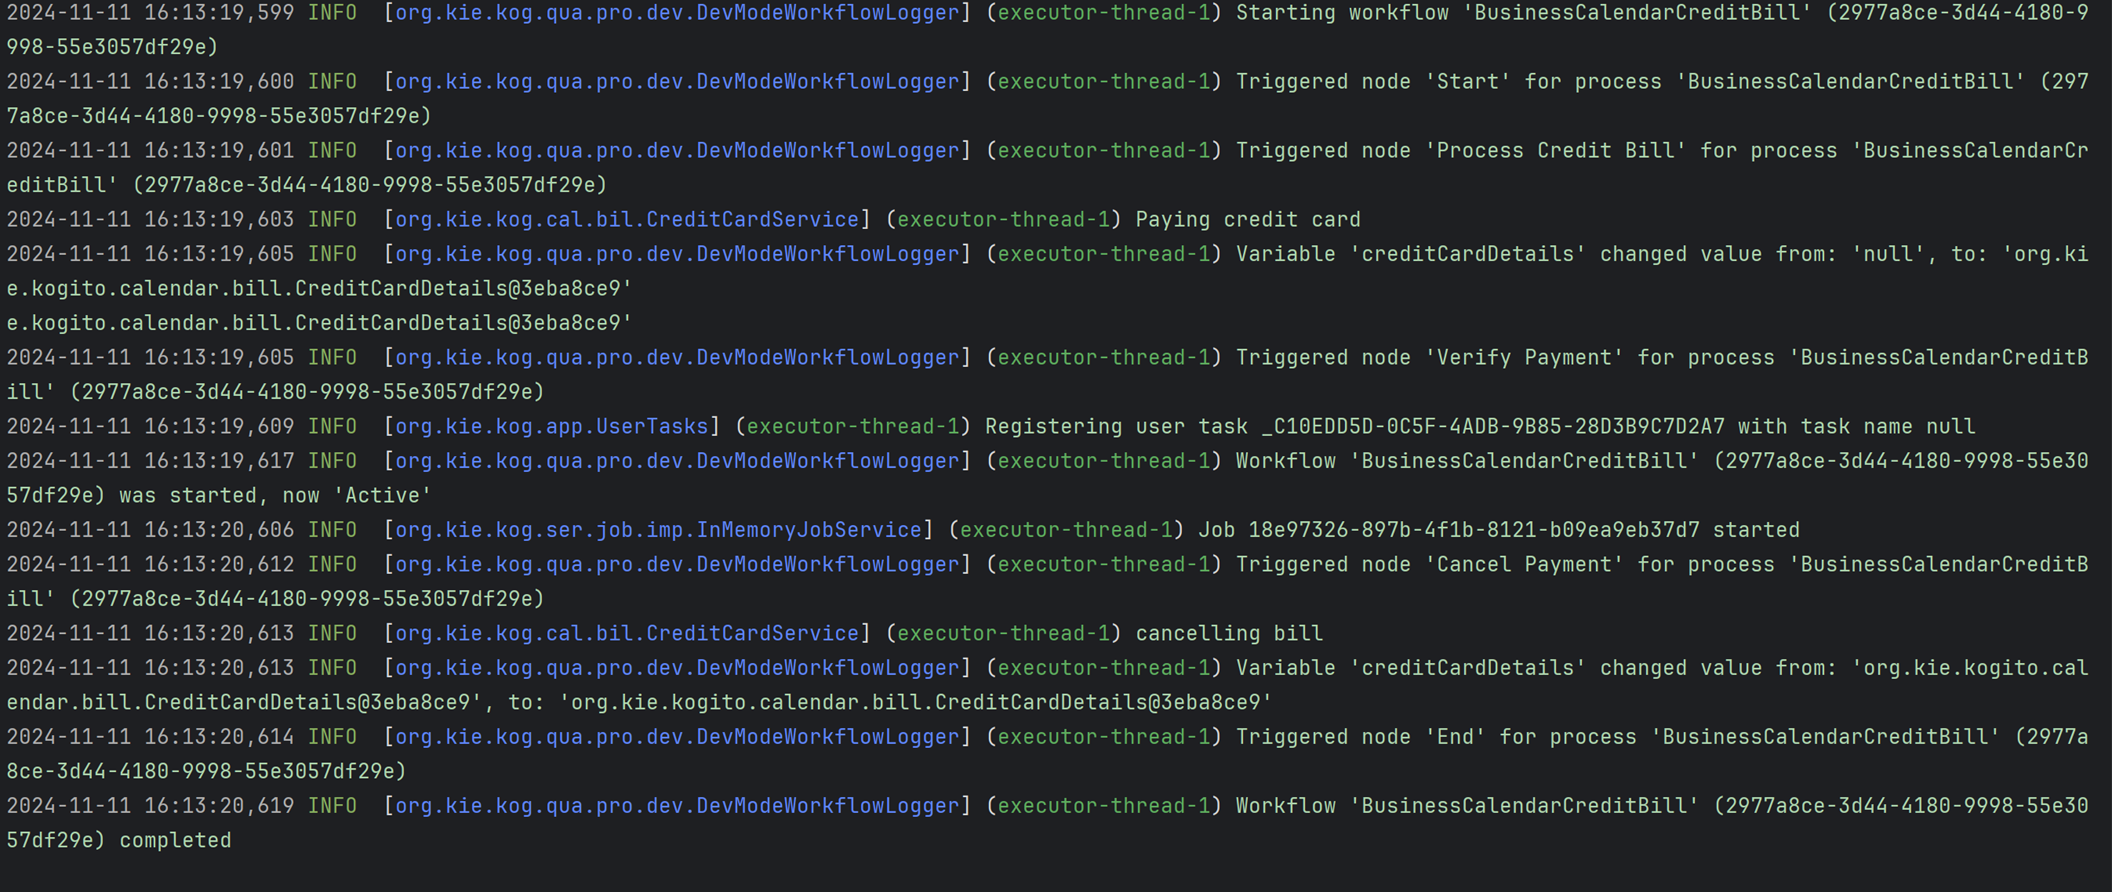 2024-11-11 16:13:19,599 INFO  [org.kie.kog.qua.pro.dev.DevModeWorkflowLogger] (executor-thread-1) Starting workflow 'BusinessCalendarCreditBill' (2977a8ce-3d44-4180-9
998-55e3057df29e)
2024-11-11 16:13:19,600 INFO  [org.kie.kog.qua.pro.dev.DevModeWorkflowLogger] (executor-thread-1) Triggered node 'Start' for process 'BusinessCalendarCreditBill' (297
7a8ce-3d44-4180-9998-55e3057df29e)
2024-11-11 16:13:19,601 INFO  [org.kie.kog.qua.pro.dev.DevModeWorkflowLogger] (executor-thread-1) Triggered node 'Process Credit Bill' for process 'BusinessCalendarCr
editBill' (2977a8ce-3d44-4180-9998-55e3057df29e)
2024-11-11 16:13:19,603 INFO  [org.kie.kog.cal.bil.CreditCardService] (executor-thread-1) Paying credit card
2024-11-11 16:13:19,605 INFO  [org.kie.kog.qua.pro.dev.DevModeWorkflowLogger] (executor-thread-1) Variable 'creditCardDetails' changed value from: 'null', to: 'org.ki
e.kogito.calendar.bill.CreditCardDetails@3eba8ce9'
e.kogito.calendar.bill.CreditCardDetails@3eba8ce9'
2024-11-11 16:13:19,605 INFO  [org.kie.kog.qua.pro.dev.DevModeWorkflowLogger] (executor-thread-1) Triggered node 'Verify Payment' for process 'BusinessCalendarCreditB
ill' (2977a8ce-3d44-4180-9998-55e3057df29e)
2024-11-11 16:13:19,609 INFO  [org.kie.kog.app.UserTasks] (executor-thread-1) Registering user task _C10EDD5D-0C5F-4ADB-9B85-28D3B9C7D2A7 with task name null
2024-11-11 16:13:19,617 INFO  [org.kie.kog.qua.pro.dev.DevModeWorkflowLogger] (executor-thread-1) Workflow 'BusinessCalendarCreditBill' (2977a8ce-3d44-4180-9998-55e30
57df29e) was started, now 'Active'
2024-11-11 16:13:20,606 INFO  [org.kie.kog.ser.job.imp.InMemoryJobService] (executor-thread-1) Job 18e97326-897b-4f1b-8121-b09ea9eb37d7 started
2024-11-11 16:13:20,612 INFO  [org.kie.kog.qua.pro.dev.DevModeWorkflowLogger] (executor-thread-1) Triggered node 'Cancel Payment' for process 'BusinessCalendarCreditB
ill' (2977a8ce-3d44-4180-9998-55e3057df29e)
2024-11-11 16:13:20,613 INFO  [org.kie.kog.cal.bil.CreditCardService] (executor-thread-1) cancelling bill
2024-11-11 16:13:20,613 INFO  [org.kie.kog.qua.pro.dev.DevModeWorkflowLogger] (executor-thread-1) Variable 'creditCardDetails' changed value from: 'org.kie.kogito.cal
endar.bill.CreditCardDetails@3eba8ce9', to: 'org.kie.kogito.calendar.bill.CreditCardDetails@3eba8ce9'
2024-11-11 16:13:20,614 INFO  [org.kie.kog.qua.pro.dev.DevModeWorkflowLogger] (executor-thread-1) Triggered node 'End' for process 'BusinessCalendarCreditBill' (2977a
8ce-3d44-4180-9998-55e3057df29e)
2024-11-11 16:13:20,619 INFO  [org.kie.kog.qua.pro.dev.DevModeWorkflowLogger] (executor-thread-1) Workflow 'BusinessCalendarCreditBill' (2977a8ce-3d44-4180-9998-55e30
57df29e) completed